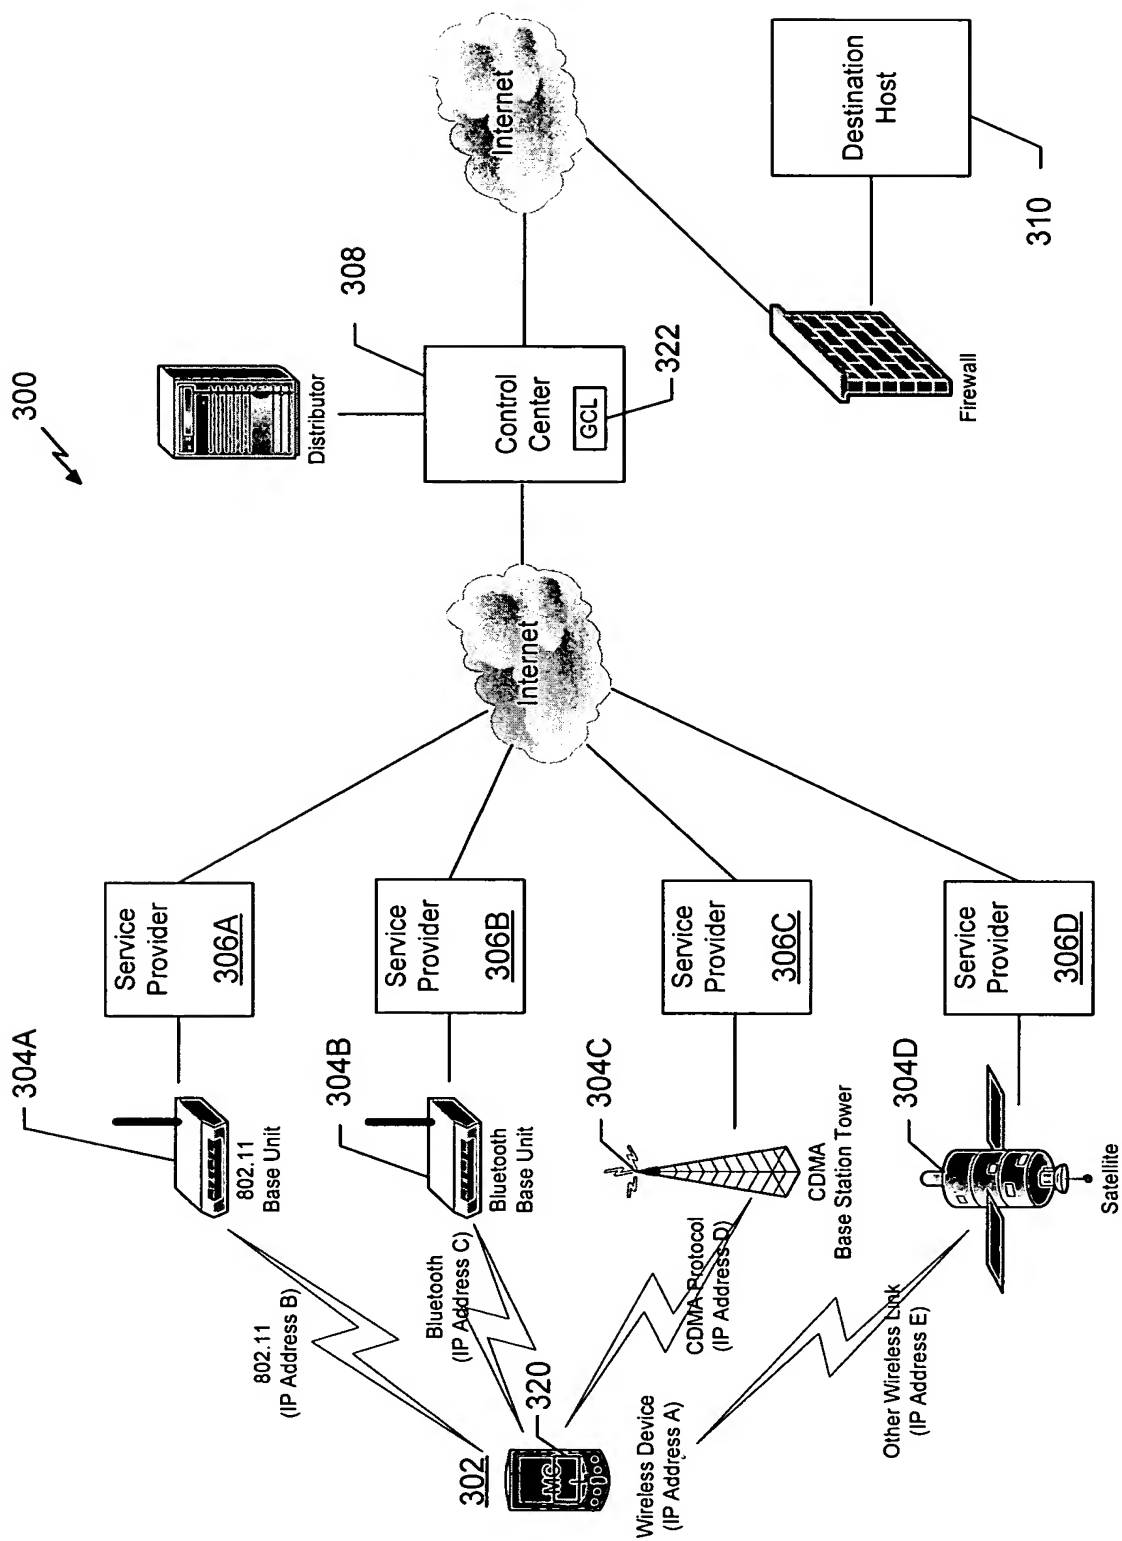 300
304A
802.11
Base Unit
802.11
(IP Address B)
Service
Provider
306A
Distributor
308
Internet
Control
Center
GCL
322
Internet
304B
Bluetooth
Base Unit
Bluetooth
(IP Address C)
Service
Provider
306B
302
MC
320
Wireless Device
(IP Address A)
304C
CDMA
Base Station Tower
CDMA Protocol
(IP Address D)
Service
Provider
306C
Firewall
Destination
Host
310
304D
Satellite
Other Wireless Link
(IP Address E)
Service
Provider
306D